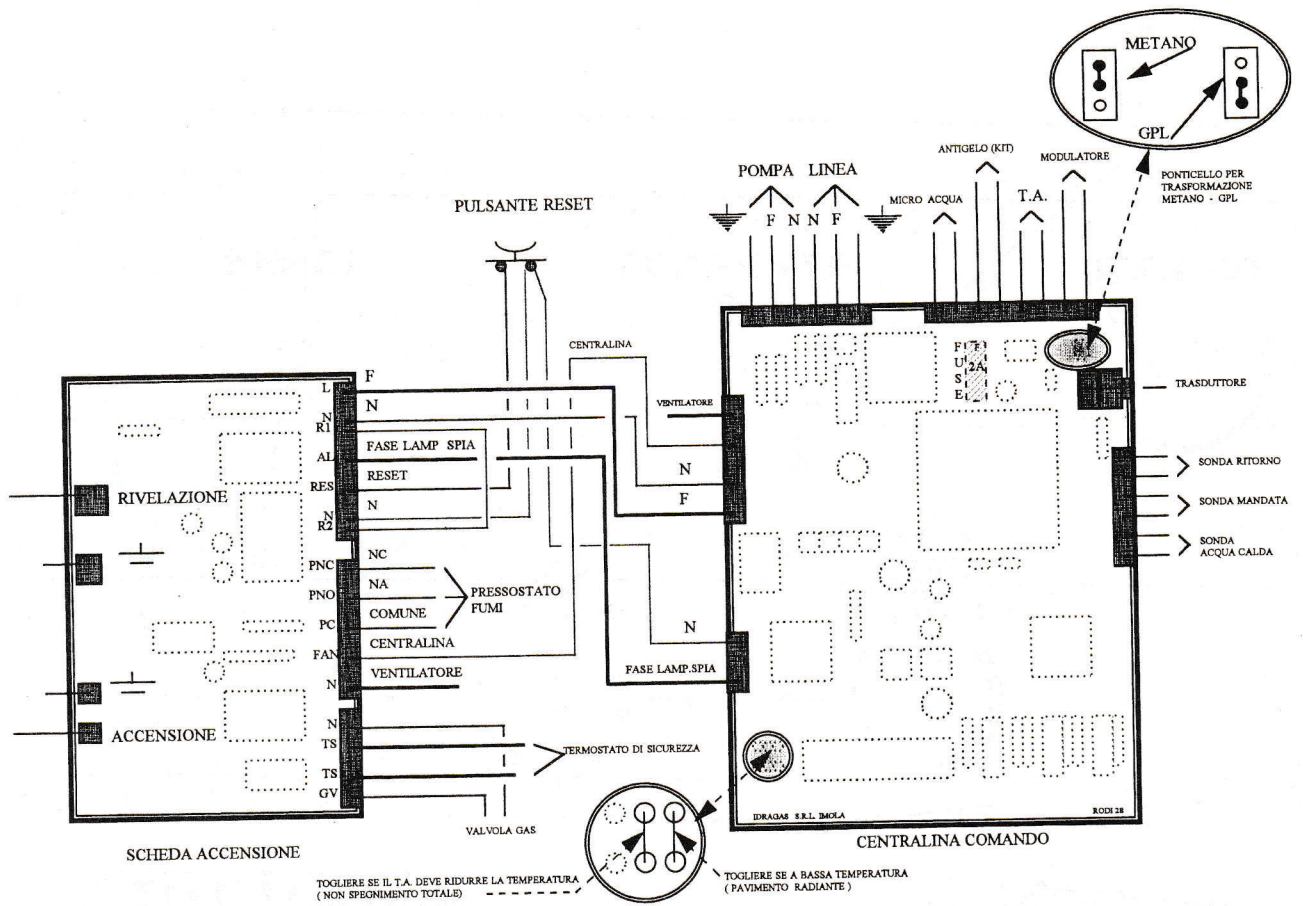 METANO
GPL
ANTIGELO (KIT)
MODULATORE
POMPA LINEA
MICRO ACQUA
T.A.
F N N F
PONTICELLO PER
TRASFORMAZIONE
METANO - GPL
PULSANTE RESET
CENTRALINA
FUSE
2A
VENTILATORE
TRASDUTTORE
N
F
SONDA RITORNO
SONDA MANDATA
SONDA
ACQUA CALDA
N
FASE LAMP.SPIA
L
F
N
N
R1
AL
FASE LAMP SPIA
RES
RESET
N
N
R2
RIVELAZIONE
PNC
NC
PNO
NA
PRESSOSTATO
FUMI
PC
COMUNE
FAN
CENTRALINA
N
VENTILATORE
ACCENSIONE
N
TS
TERMOSTATO DI SICUREZZA
TS
GV
VALVOLA GAS
SCHEDA ACCENSIONE
IDRAGAS S.R.L. IMOLA
RODI 28
CENTRALINA COMANDO
TOGLIERE SE IL T.A. DEVE RIDURRE LA TEMPERATURA
( NON SPEGNIMENTO TOTALE)
TOGLIERE SE A BASSA TEMPERATURA
( PAVIMENTO RADIANTE )